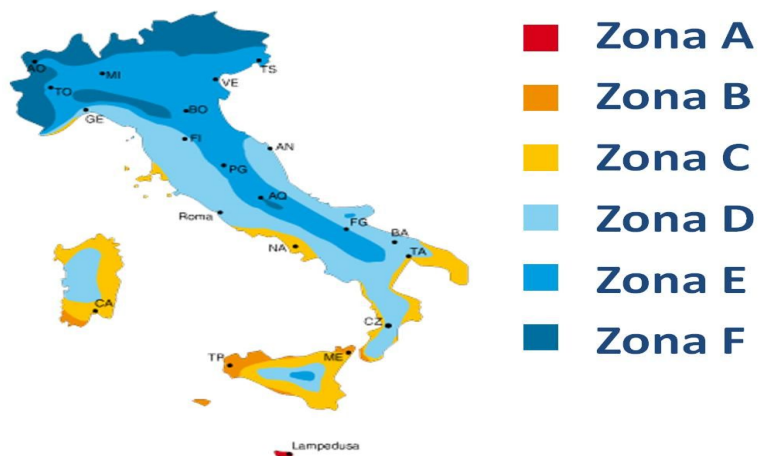 AO
MI
TO
VE
TS
BO
GE
FI
AN
PG
AQ
Roma
FG
BA
NA
TA
CA
CZ
TP
ME
Lampedusa
Zona A
Zona B
Zona C
Zona D
Zona E
Zona F